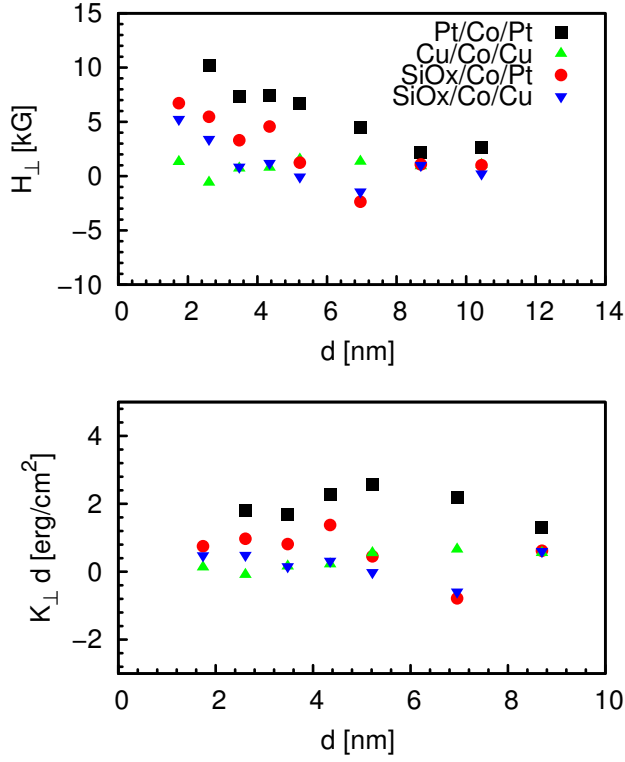 15
10
5
0
−5
−10
H⊥ [kG]
Pt/Co/Pt
Cu/Co/Cu
SiOx/Co/Pt
SiOx/Co/Cu
0 2 4 6 8 10 12 14
d [nm]
4
2
0
−2
K⊥ d [erg/cm²]
0 2 4 6 8 10
d [nm]